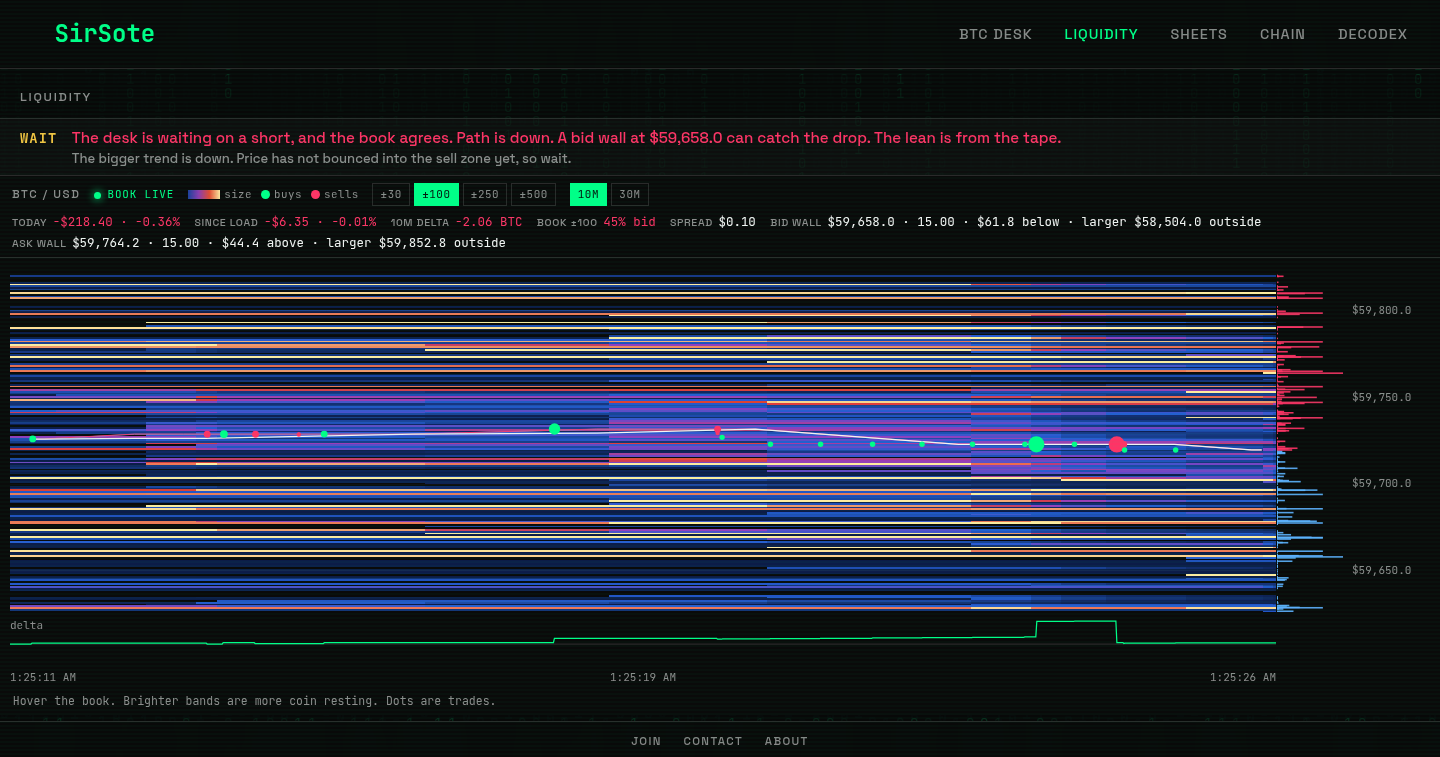 SirSote
BTC DESK LIQUIDITY SHEETS CHAIN DECODEX
LIQUIDITY
WAIT The desk is waiting on a short, and the book agrees. Path is down. A bid wall at $59,658.0 can catch the drop. The lean is from the tape.
The bigger trend is down. Price has not bounced into the sell zone yet, so wait.
BTC / USD BOOK LIVE size buys sells ±30 ±100 ±250 ±500 10M 30M
TODAY -$218.40 · -0.36% SINCE LOAD -$6.35 · -0.01% 10M DELTA -2.06 BTC BOOK ±100 45% bid SPREAD $0.10 BID WALL $59,658.0 · 15.00 · $61.8 below · larger $58,504.0 outside
ASK WALL $59,764.2 · 15.00 · $44.4 above · larger $59,852.8 outside
$59,800.0
$59,750.0
$59,700.0
$59,650.0
delta
1:25:11 AM 1:25:19 AM 1:25:26 AM
Hover the book. Brighter bands are more coin resting. Dots are trades.
JOIN CONTACT ABOUT